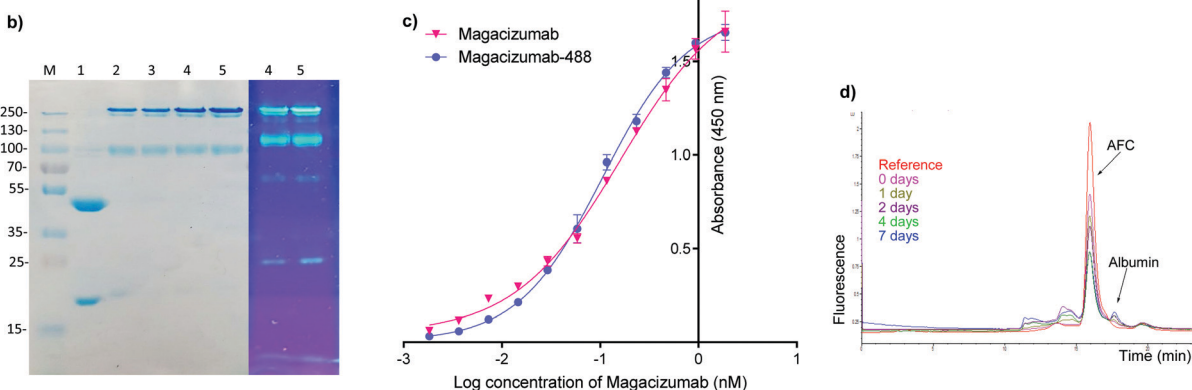 b)
M 1 2 3 4 5 4 5
250-
130-
100-
70-
55-
35-
25-
15-
c)
Magacizumab
Magacizumab-488
1.5
1.0
0.5
Absorbance (450 nm)
-3 -2 -1 0 1
Log concentration of Magacizumab (nM)
d)
AFC
Reference
0 days
1 day
2 days
4 days
7 days
Albumin
Fluorescence
Time (min)